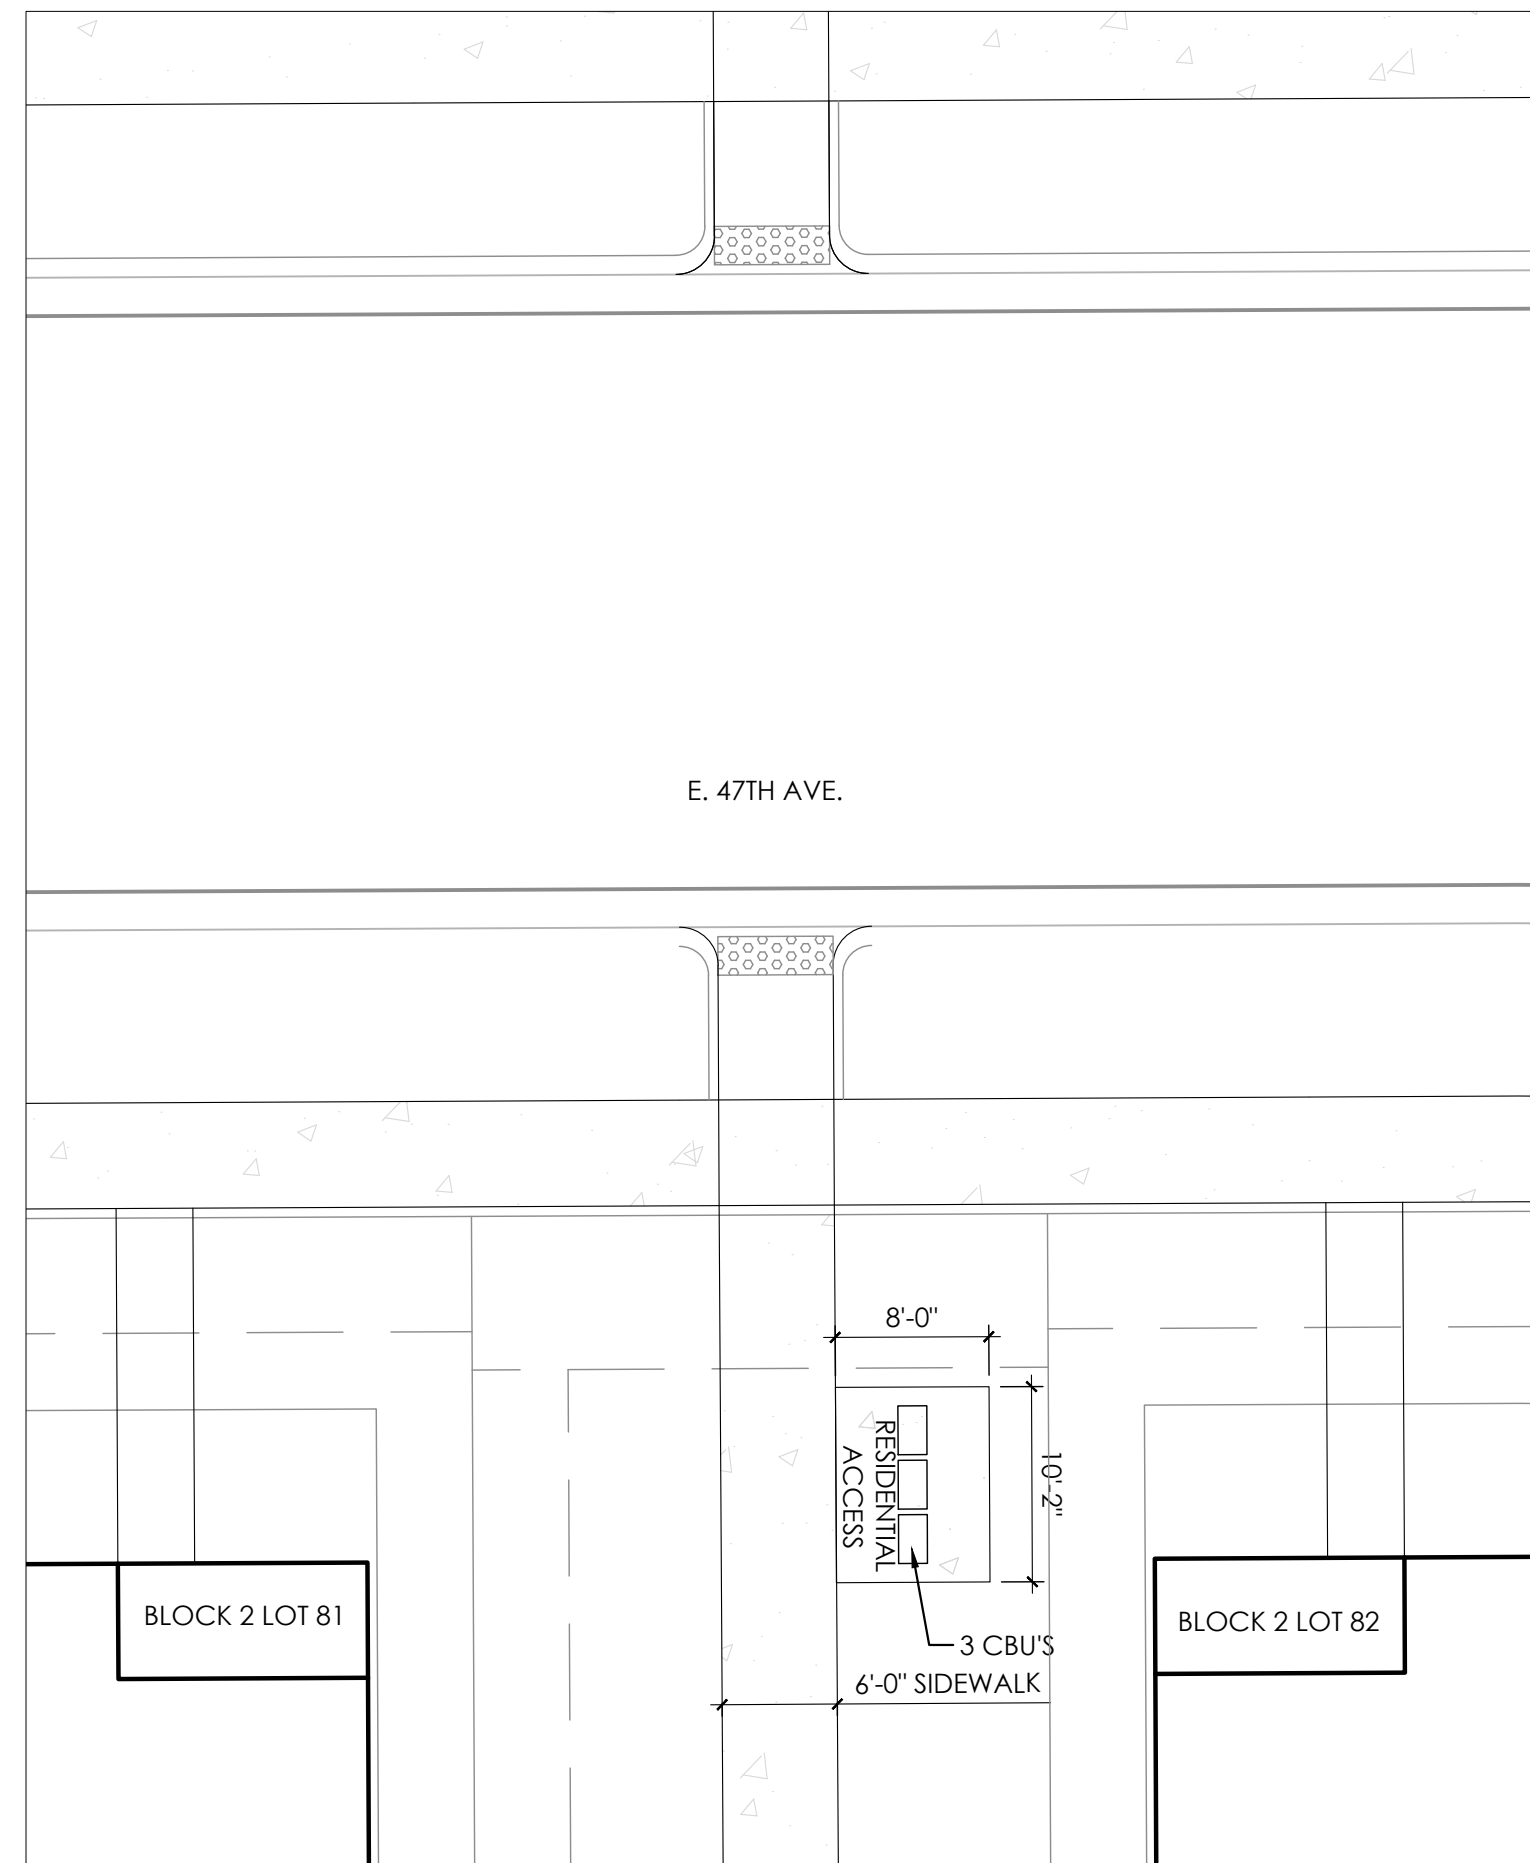 E. 47TH AVE.
8'-0"
10'-2"
RESIDENTIAL
ACCESS
BLOCK 2 LOT 81
BLOCK 2 LOT 82
3 CBU'S
6'-0" SIDEWALK